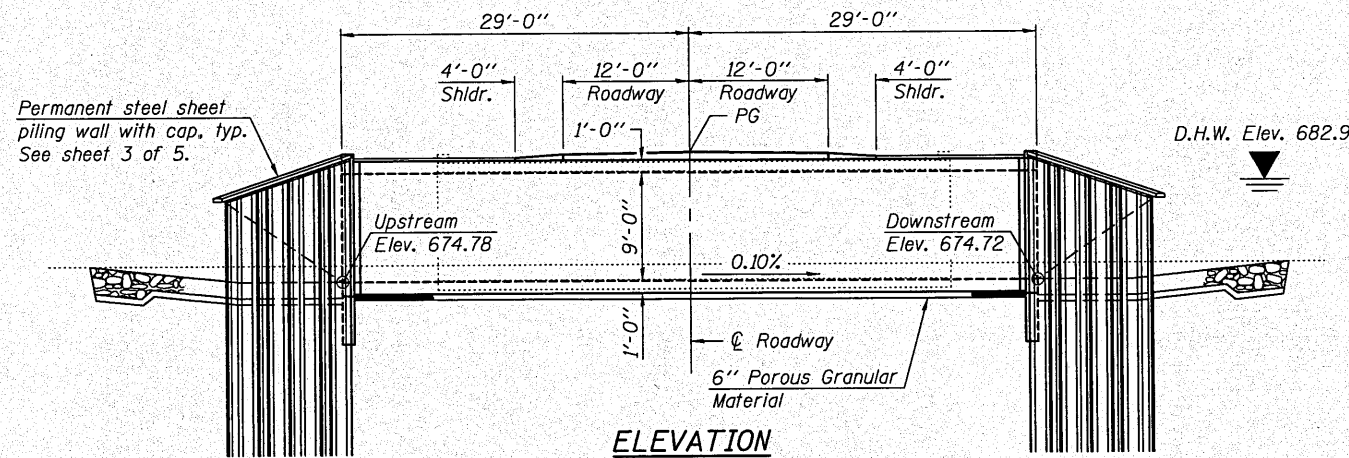 29'-0"
29'-0"
4'-0"
Shldr.
12'-0"
Roadway
12'-0"
Roadway
4'-0"
Shldr.
PG
Permanent steel sheet
piling wall with cap, typ.
See sheet 3 of 5.
1'-0"
D.H.W. Elev. 682.9
Upstream
Elev. 674.78
9'-0"
Downstream
Elev. 674.72
0.10%
1'-0"
℄ Roadway
6" Porous Granular
Material
ELEVATION